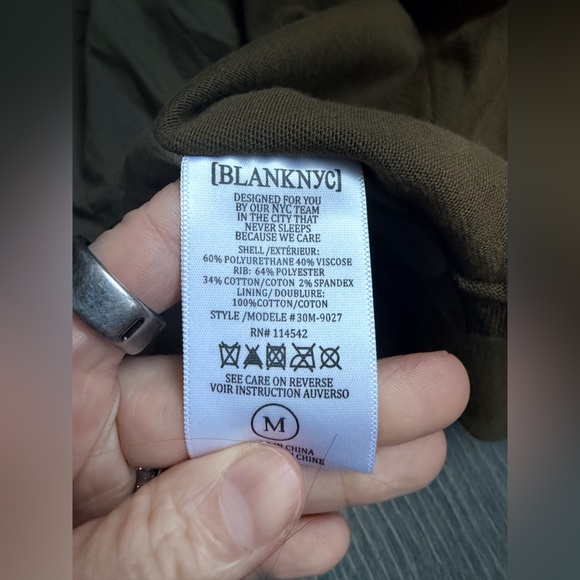 [BLANKNYC]
DESIGNED FOR YOU
BY OUR NYC TEAM
IN THE CITY THAT
NEVER SLEEPS
BECAUSE WE CARE
SHELL /EXTÉRIEUR:
60% POLYURETHANE 40% VISCOSE
RIB: 64% POLYESTER
34% COTTON/COTON 2% SPANDEX
LINING/ DOUBLURE:
100%COTTON/COTON
STYLE /MODELE #30M-9027
RN# 114542
SEE CARE ON REVERSE
VOIR INSTRUCTION AUVERSO
M
CHINA
CHINE